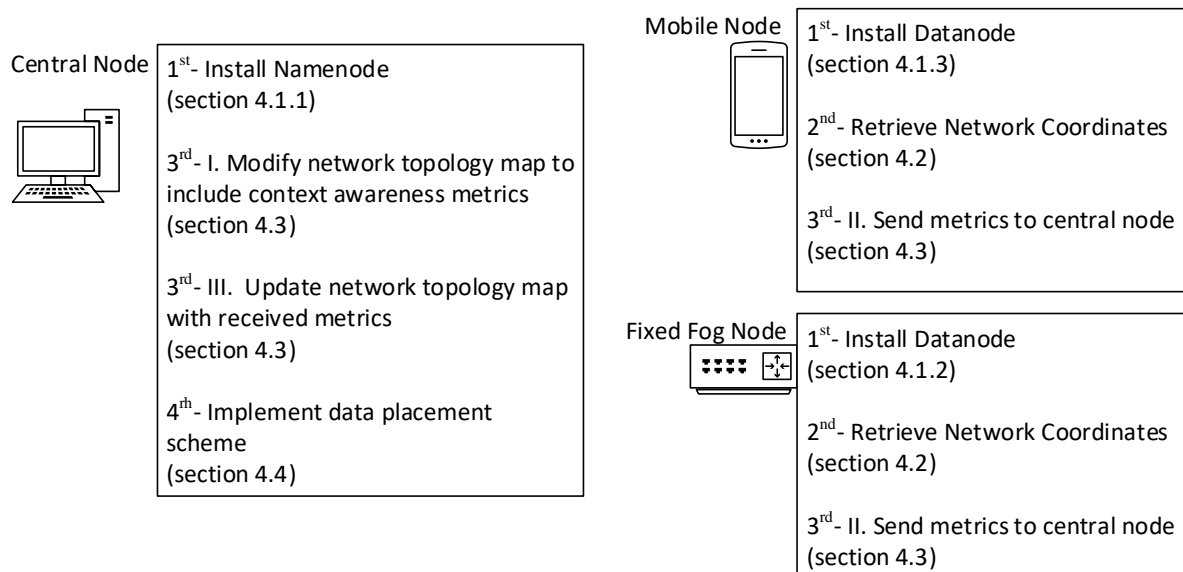 Central Node
1st- Install Namenode
(section 4.1.1)
3rd- I. Modify network topology map to
include context awareness metrics
(section 4.3)
3rd- III.  Update network topology map
with received metrics
(section 4.3)
4rh- Implement data placement
scheme
(section 4.4)
Mobile Node
1st- Install Datanode
(section 4.1.3)
2nd- Retrieve Network Coordinates
(section 4.2)
3rd- II. Send metrics to central node
(section 4.3)
Fixed Fog Node
1st- Install Datanode
(section 4.1.2)
2nd- Retrieve Network Coordinates
(section 4.2)
3rd- II. Send metrics to central node
(section 4.3)